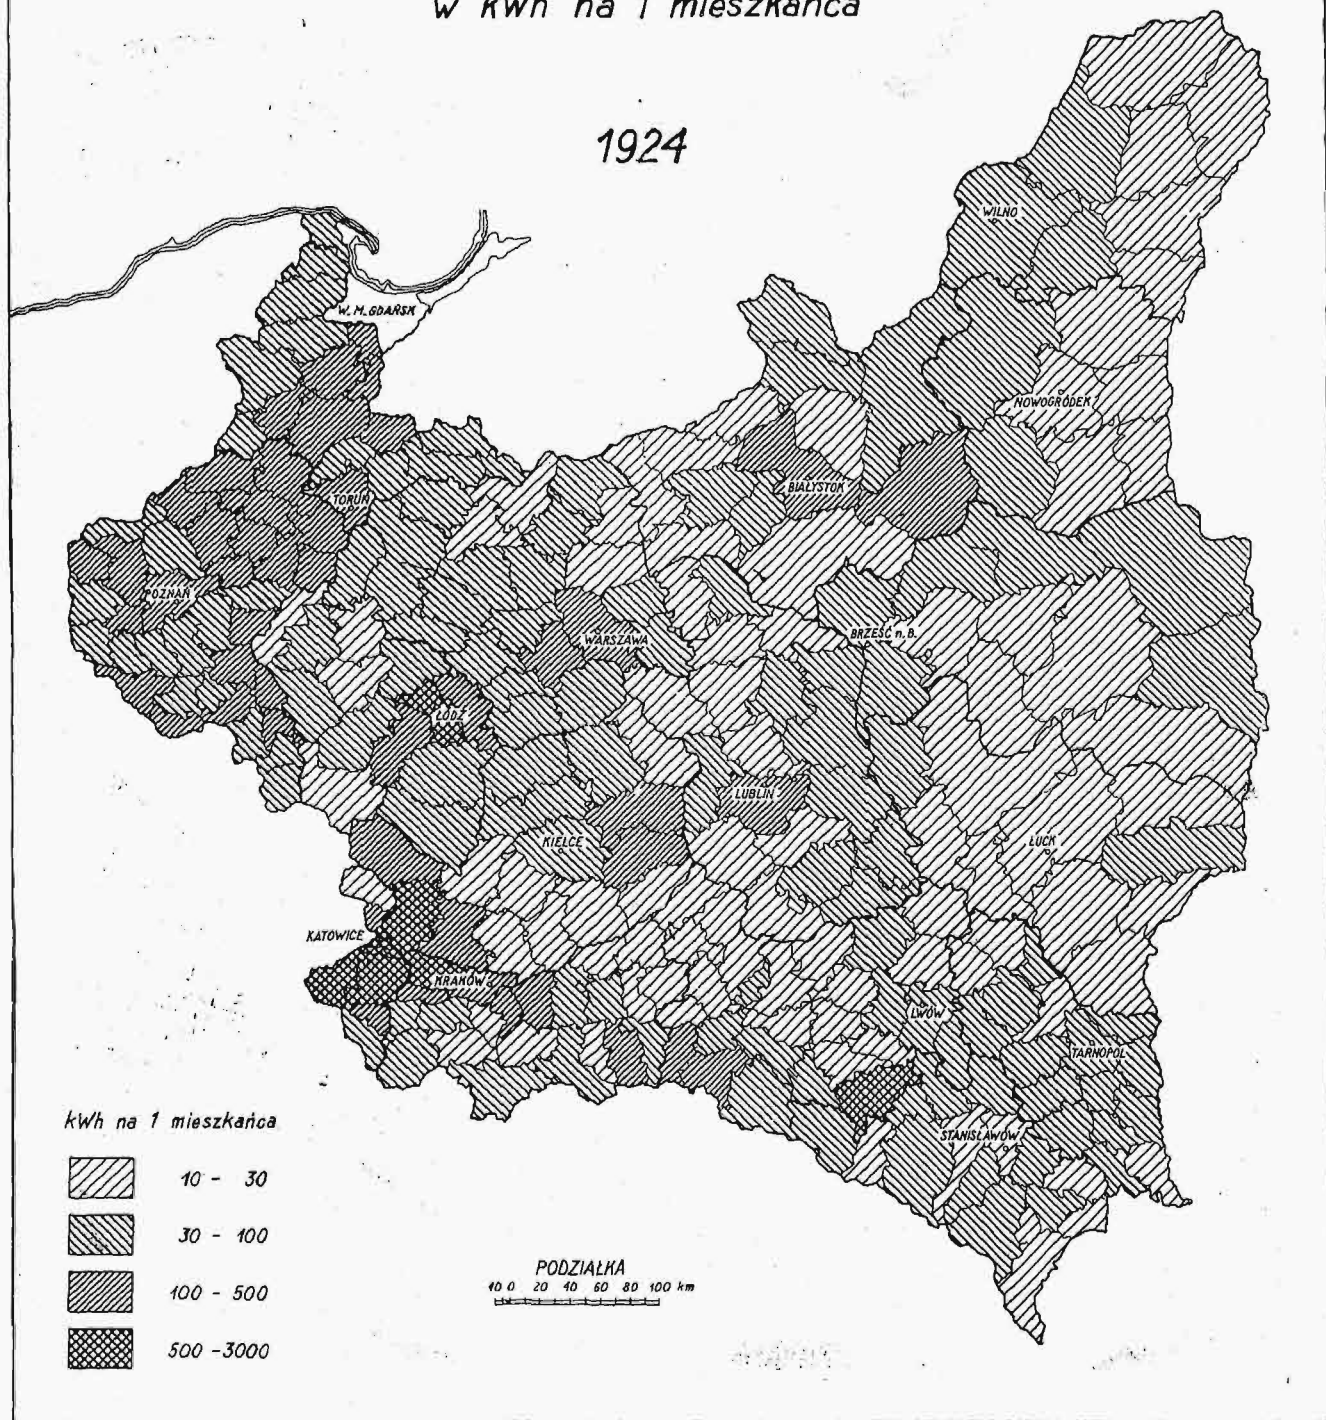 w kWh na 1 mieszkańca
1924
WILNO
W. M. GDAŃSK
NOWOGRÓDEK
BIAŁYSTOK
TORUŃ
POZNAŃ
WARSZAWA
BRZEŚĆ n.B.
ŁÓDŹ
LUBLIN
KIELCE
ŁUCK
KATOWICE
KRAKÓW
LWÓW
TARNOPOL
STANISŁAWÓW
kWh na 1 mieszkańca
10 - 30
30 - 100
100 - 500
500 - 3000
PODZIAŁKA
10 0 20 40 60 80 100 km